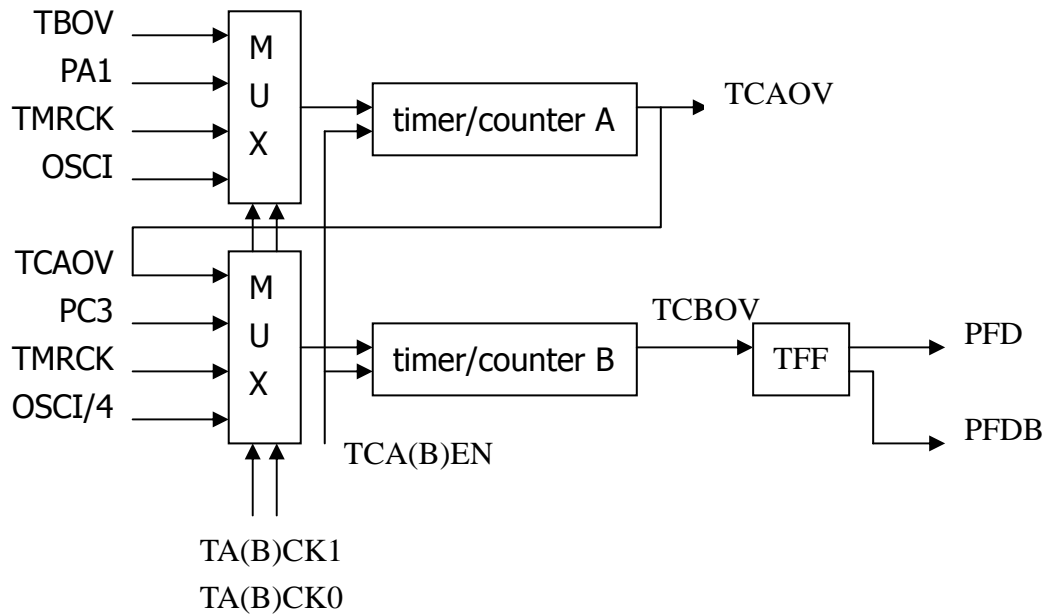 TBOV
PA1
TMRCK
OSCI
M
U
X
timer/counter A
TCAOV
TCAOV
PC3
TMRCK
OSCI/4
M
U
X
timer/counter B
TCBOV
TFF
PFD
PFDB
TCA(B)EN
TA(B)CK1
TA(B)CK0